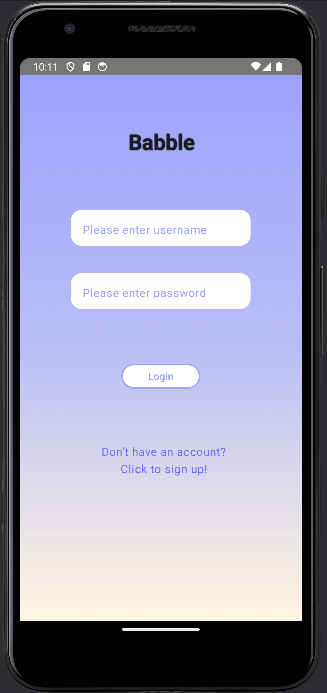 10:11
Babble
Please enter username
Please enter password
Login
Don't have an account?
Click to sign up!